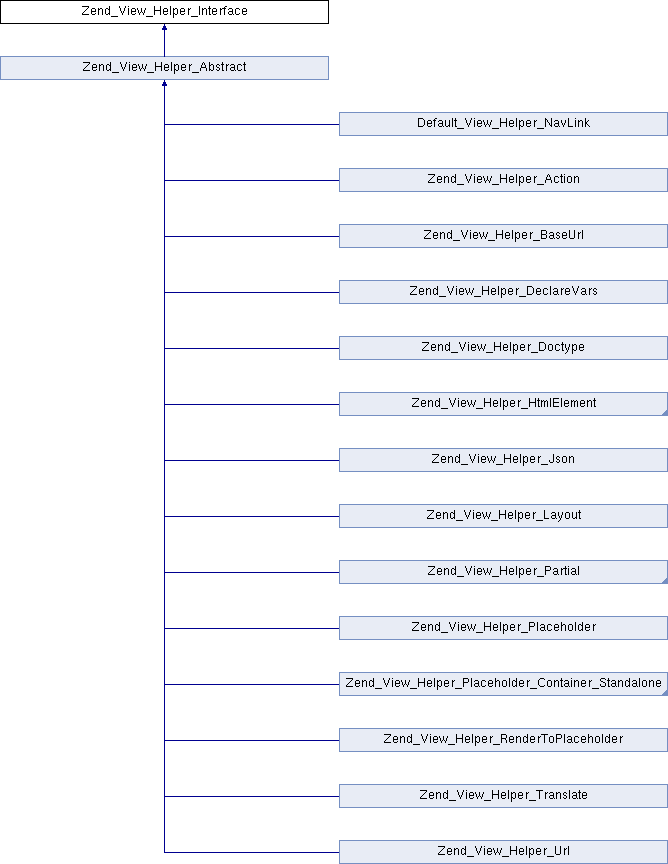 Zend_View_Helper_Interface
Zend_View_Helper_Abstract
Default_View_Helper_NavLink
Zend_View_Helper_Action
Zend_View_Helper_BaseUrl
Zend_View_Helper_DeclareVars
Zend_View_Helper_Doctype
Zend_View_Helper_HtmlElement
Zend_View_Helper_Json
Zend_View_Helper_Layout
Zend_View_Helper_Partial
Zend_View_Helper_Placeholder
Zend_View_Helper_Placeholder_Container_Standalone
Zend_View_Helper_RenderToPlaceholder
Zend_View_Helper_Translate
Zend_View_Helper_Url